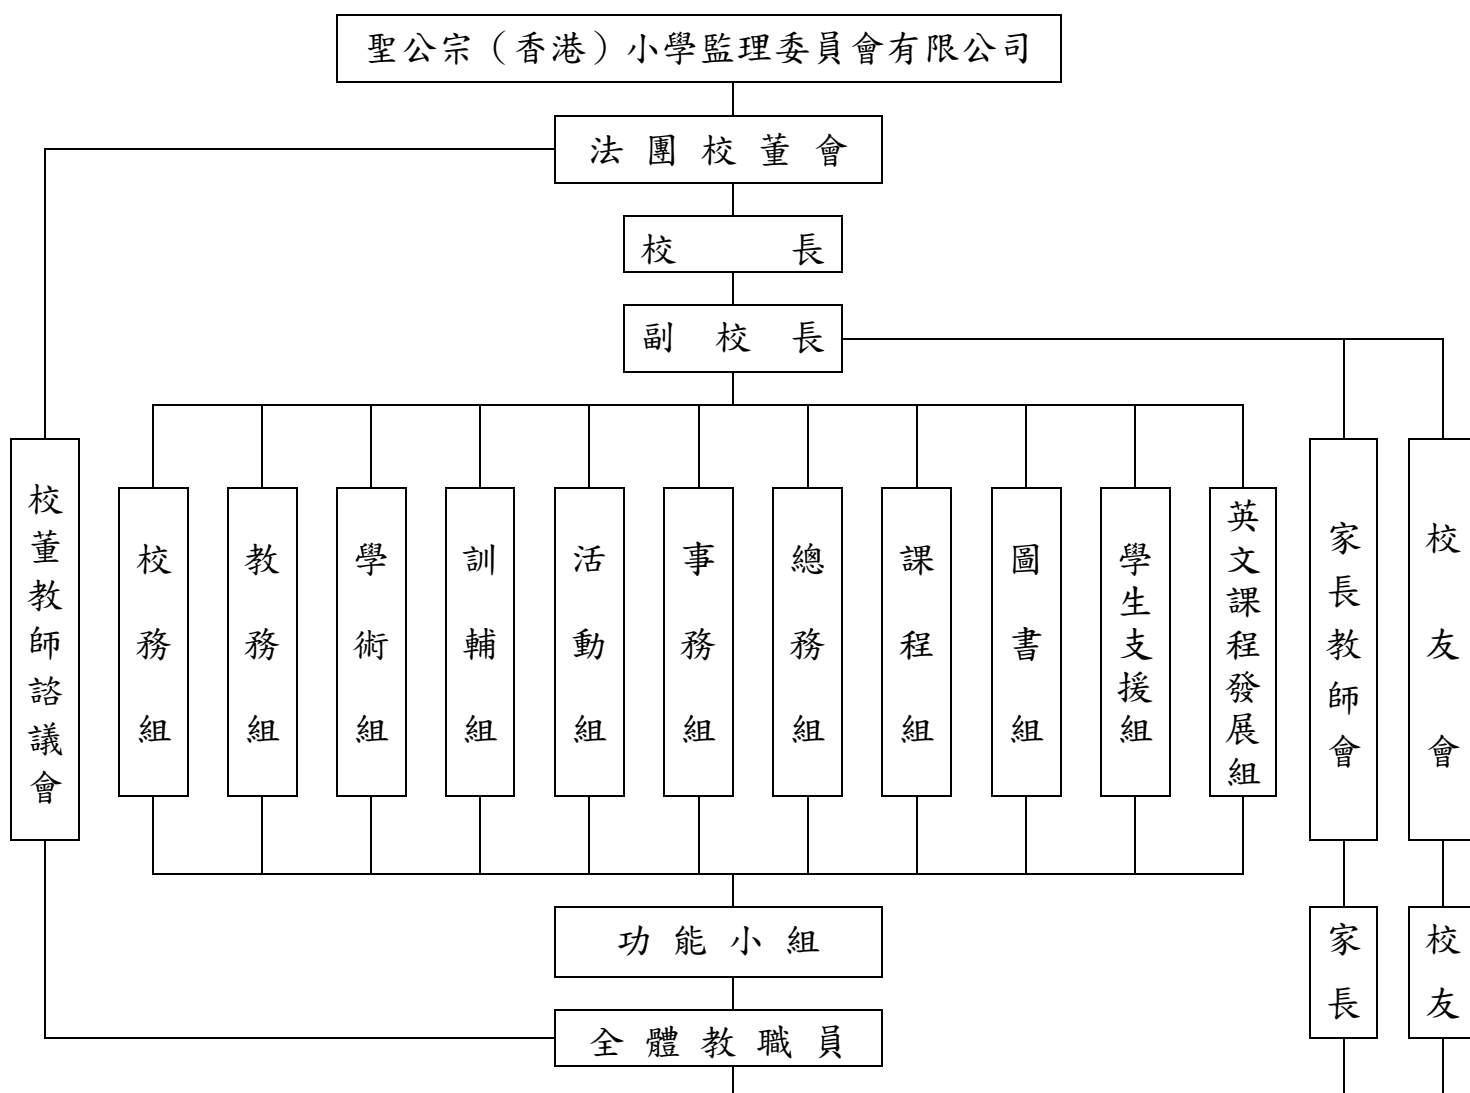 聖公宗（香港）小學監理委員會有限公司
法團校董會
校長
副校長
校董教師諮議會
校務組
教務組
學術組
訓輔組
活動組
事務組
總務組
課程組
圖書組
學生支援組
英文課程發展組
家長教師會
校友會
功能小組
家長
校友
全體教職員